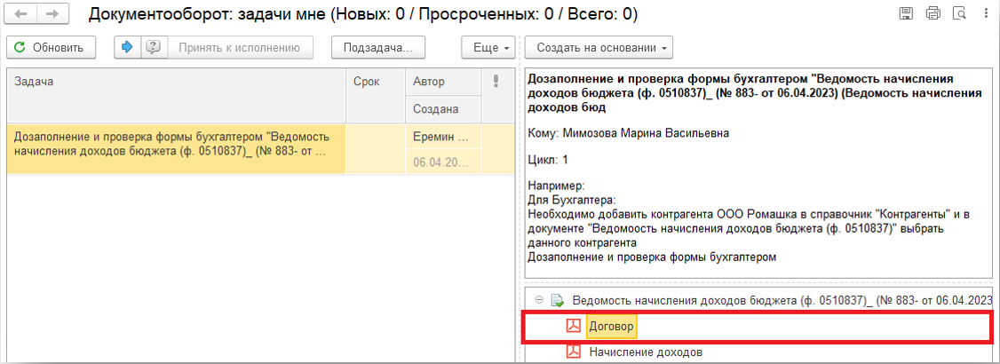 Документооборот: задачи мне (Новых: 0 / Просроченных: 0 / Всего: 0)
Обновить
Принять к исполнению
Подзадача...
Еще
Создать на основании
Задача
Срок
Автор
Создана
Дозаполнение и проверка формы бухгалтером "Ведомость
начисления доходов бюджета (ф. 0510837)_ (№ 883- от ...
Еремин ...
06.04.20...
Дозаполнение и проверка формы бухгалтером "Ведомость начисления
доходов бюджета (ф. 0510837)_ (№ 883- от 06.04.2023) (Ведомость начисления
доходов бюд
Кому: Мимозова Марина Васильевна
Цикл: 1
Например:
Для Бухгалтера:
Необходимо добавить контрагента ООО Ромашка в справочник "Контрагенты" и в
документе "Ведомоость начисления доходов бюджета (ф. 0510837)" выбрать
данного контрагента
Дозаполнение и проверка формы бухгалтером
Ведомость начисления доходов бюджета (ф. 0510837)_ (№ 883- от 06.04.2023
Договор
Начисление доходов